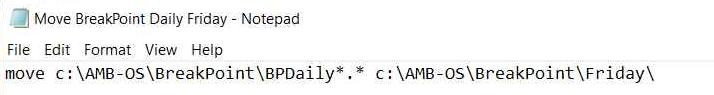 Move BreakPoint Daily Friday - Notepad
File Edit Format View Help
move c:\AMB-OS\BreakPoint\BPDaily*.* c:\AMB-OS\BreakPoint\Friday\